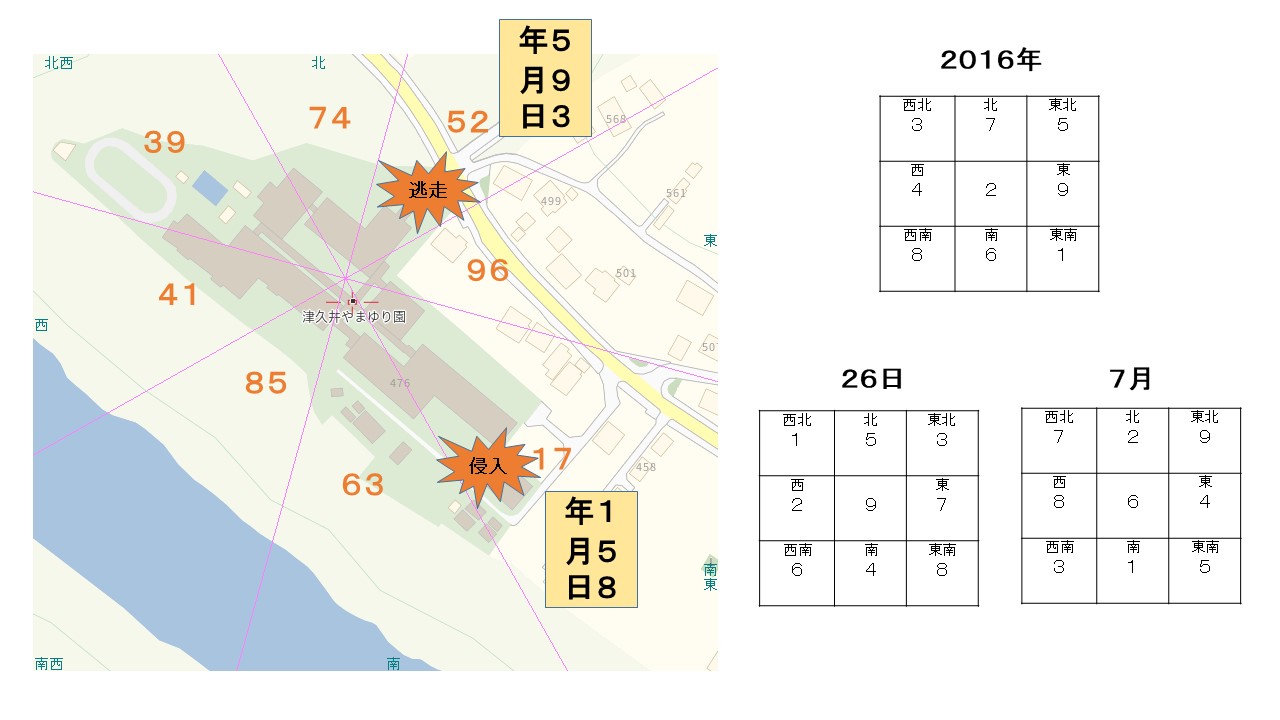 年５
月９
日３
北西
北
74
52
39
568
逃走
499
561
東
96
501
41
津久井やまゆり園
西
507
85
476
侵入
17
458
63
年１
月５
日８
南東
南西
南
2016年
西北 北 東北
3 7 5
西 東
4 2 9
西南 南 東南
8 6 1
26日
西北 北 東北
1 5 3
西 東
2 9 7
西南 南 東南
6 4 8
7月
西北 北 東北
7 2 9
西 東
8 6 4
西南 南 東南
3 1 5